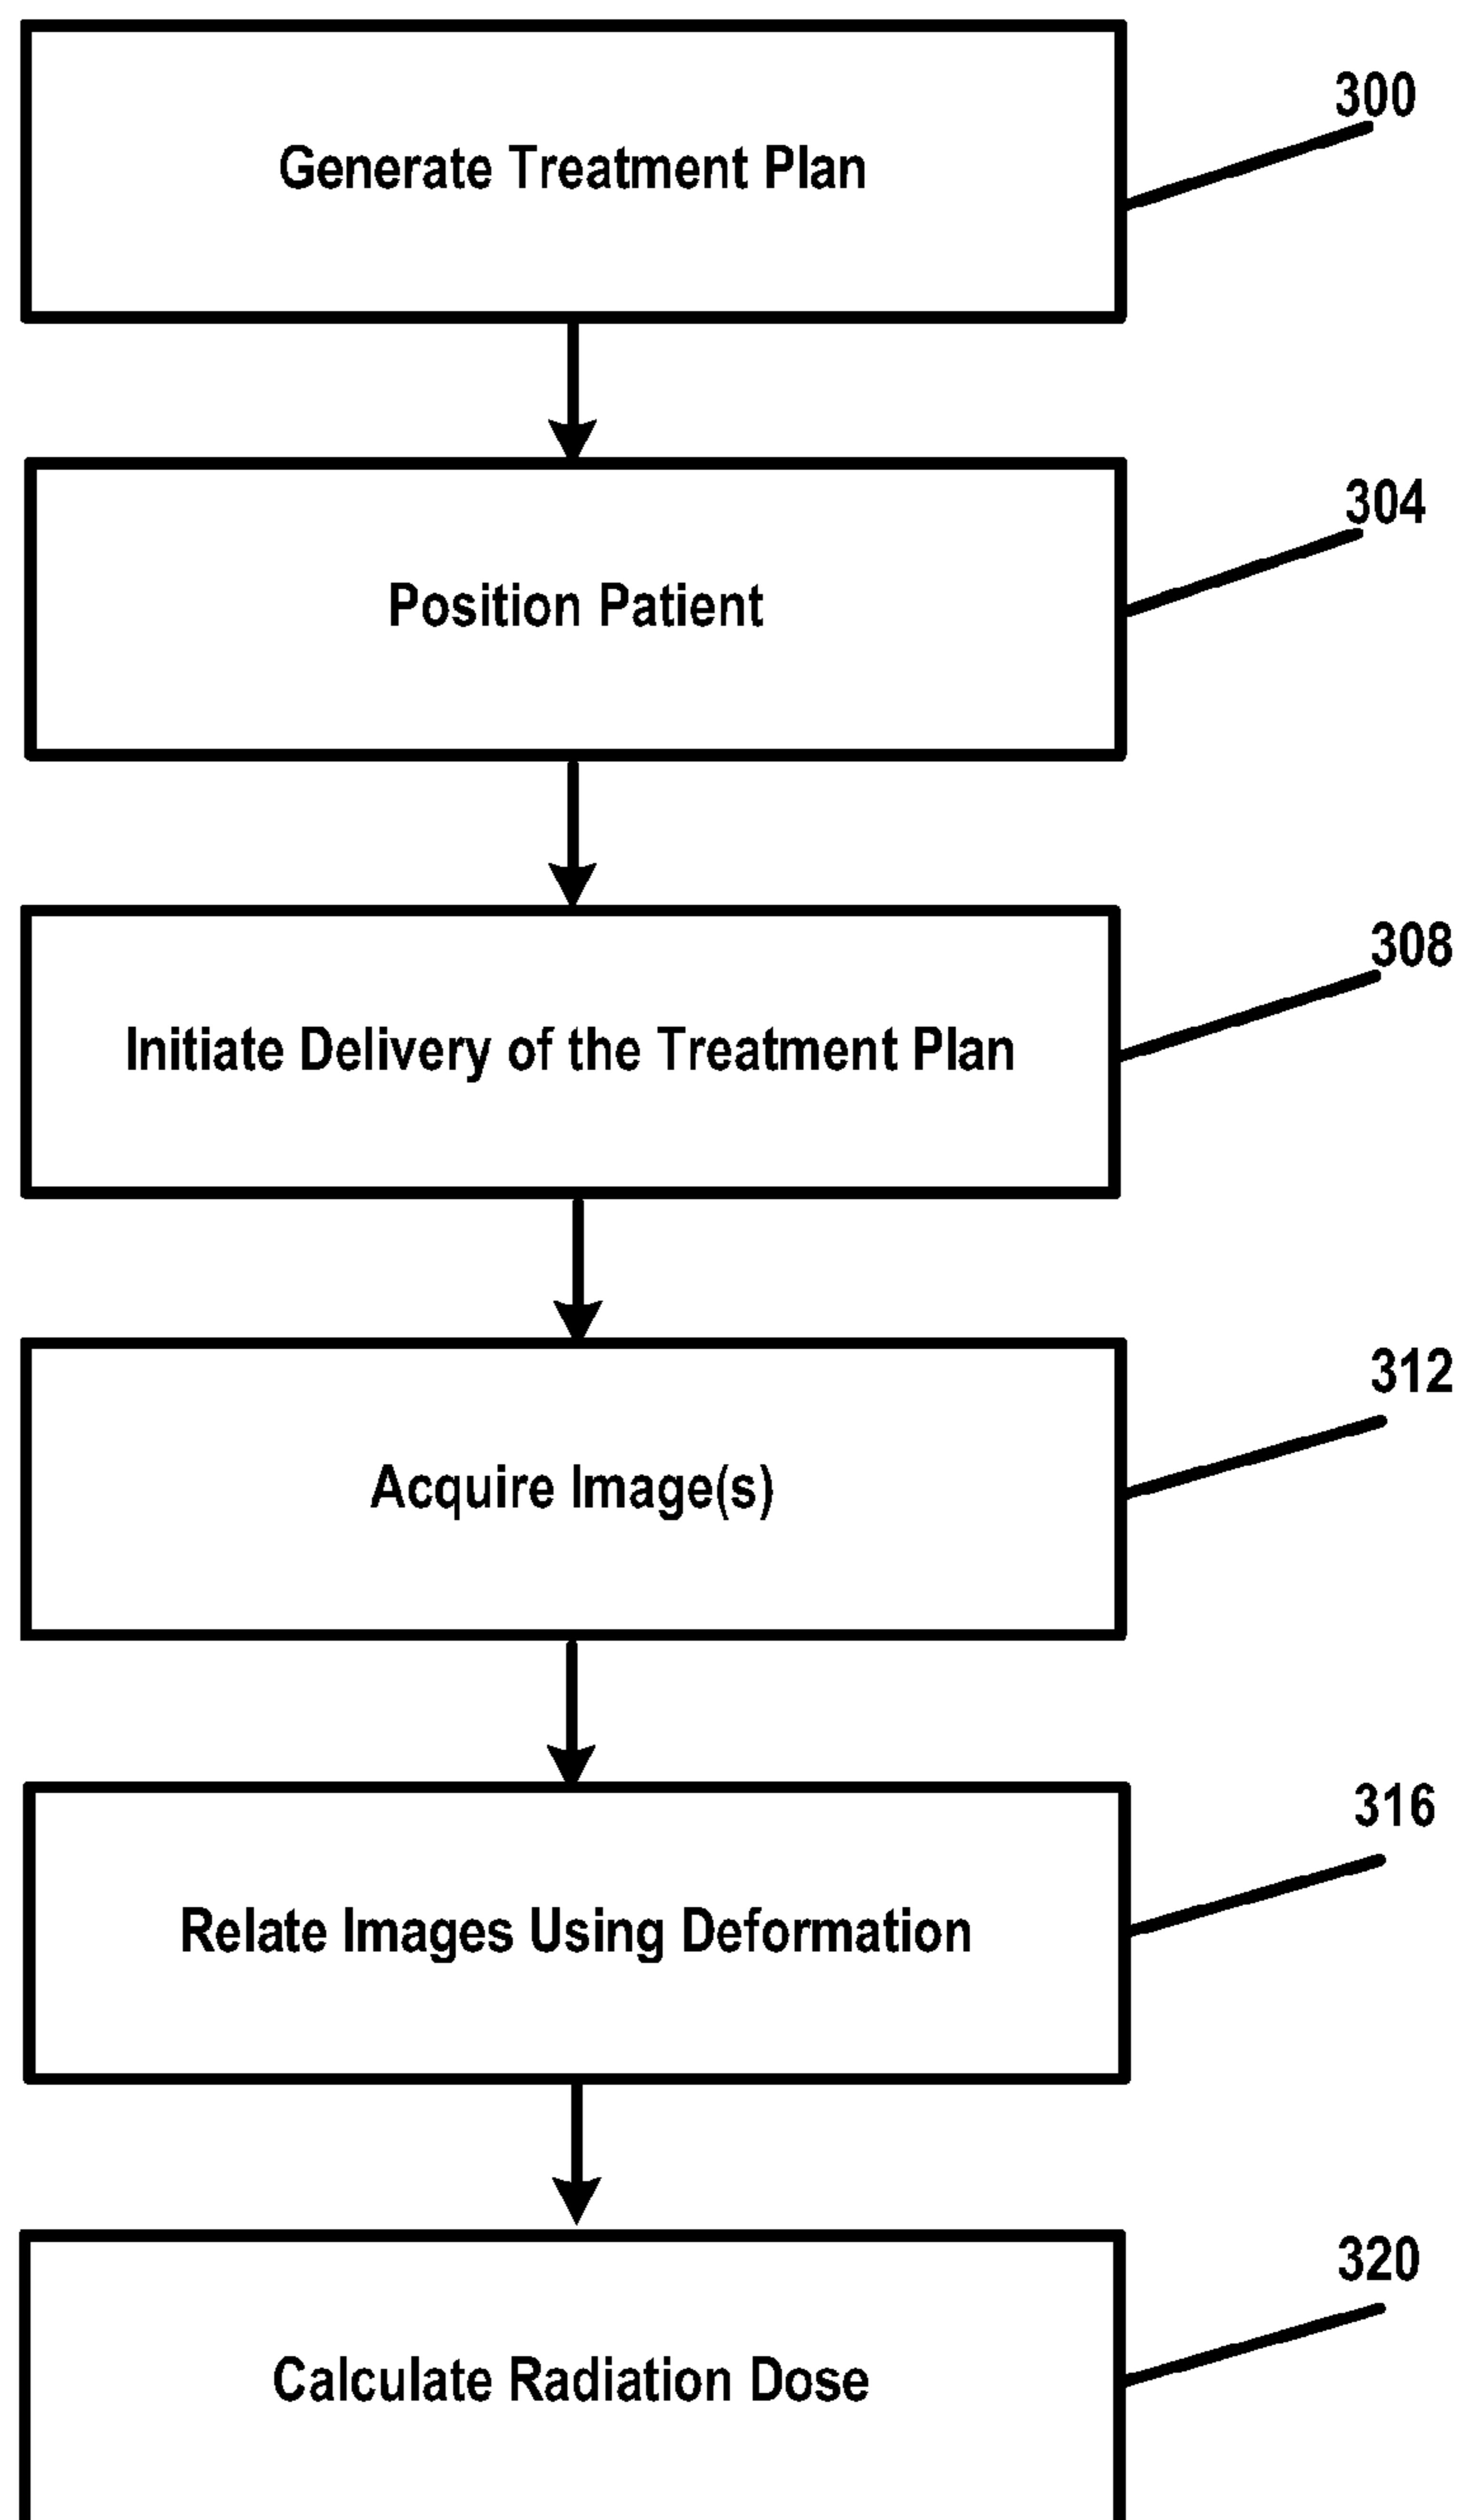 300
Generate Treatment Plan
304
Position Patient
308
Initiate Delivery of the Treatment Plan
312
Acquire Image(s)
316
Relate Images Using Deformation
320
Calculate Radiation Dose